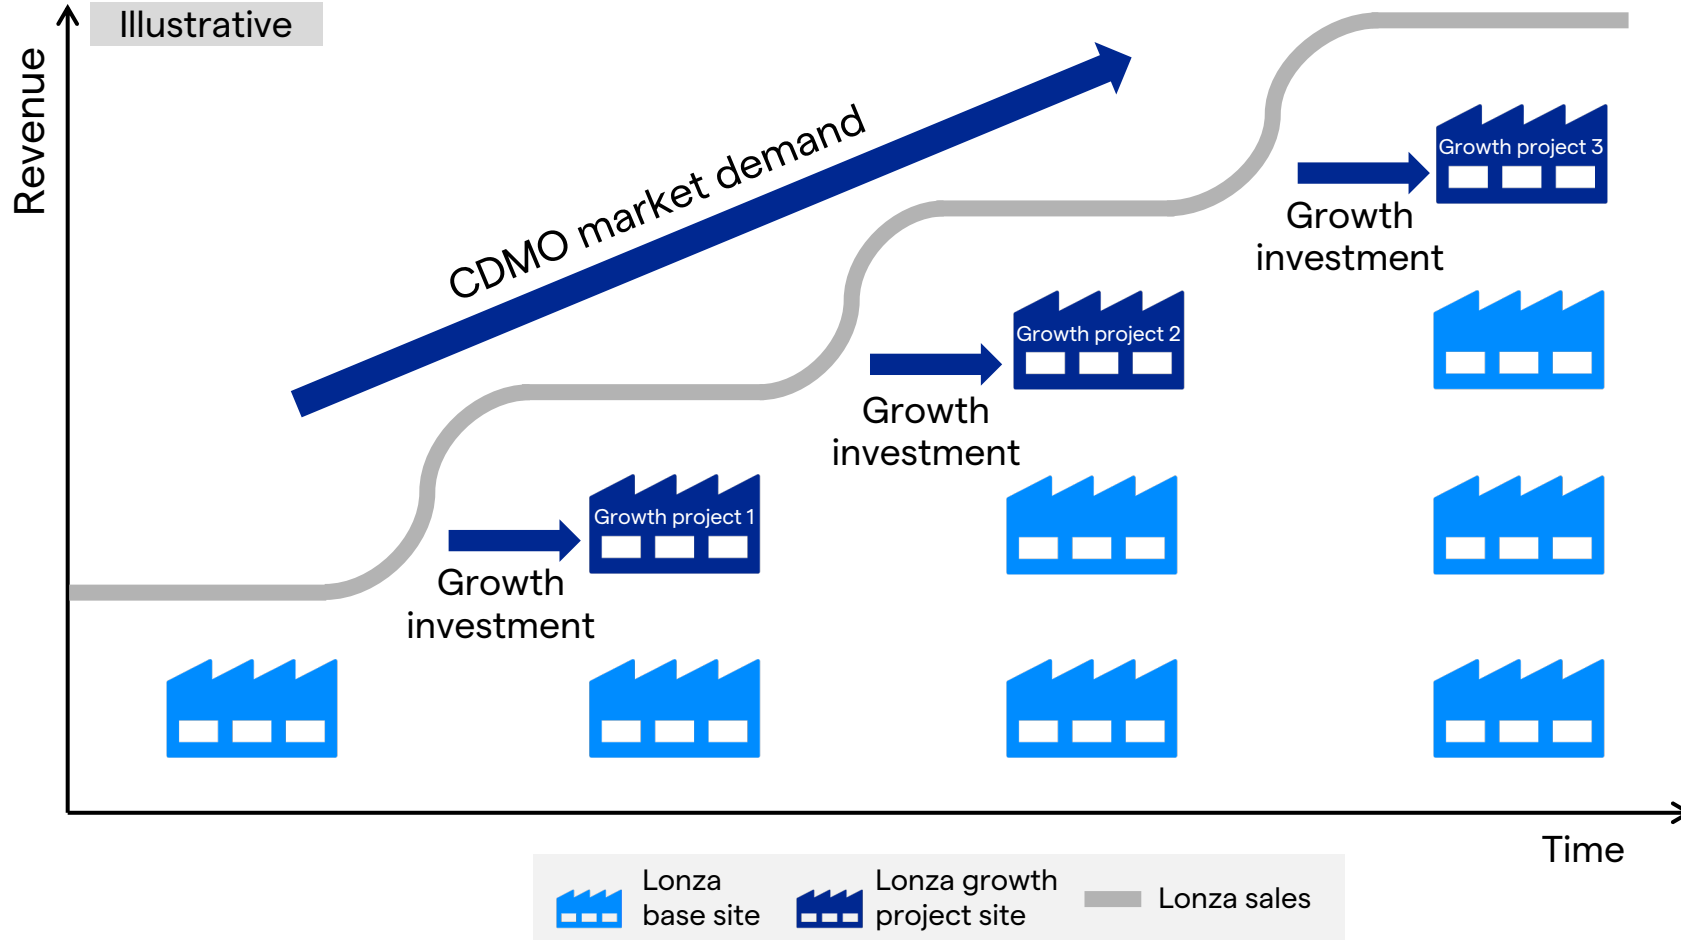 Illustrative
Revenue
CDMO market demand
Growth project 3
Growth
investment
Growth project 2
Growth
investment
Growth project 1
Growth
investment
Time
Lonza
base site
Lonza growth
project site
Lonza sales